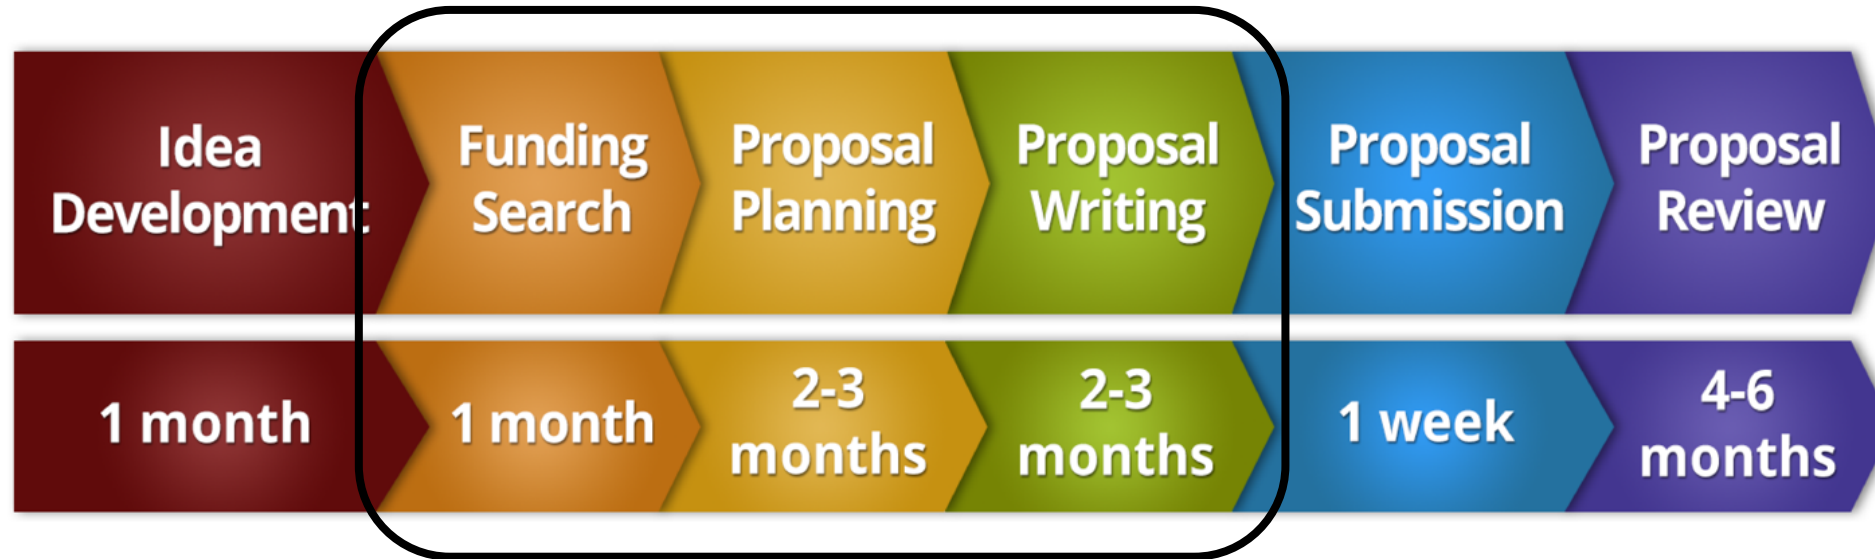 Idea
Development
Funding
Search
Proposal
Planning
Proposal
Writing
Proposal
Submission
Proposal
Review
1 month
1 month
2-3
months
2-3
months
1 week
4-6
months